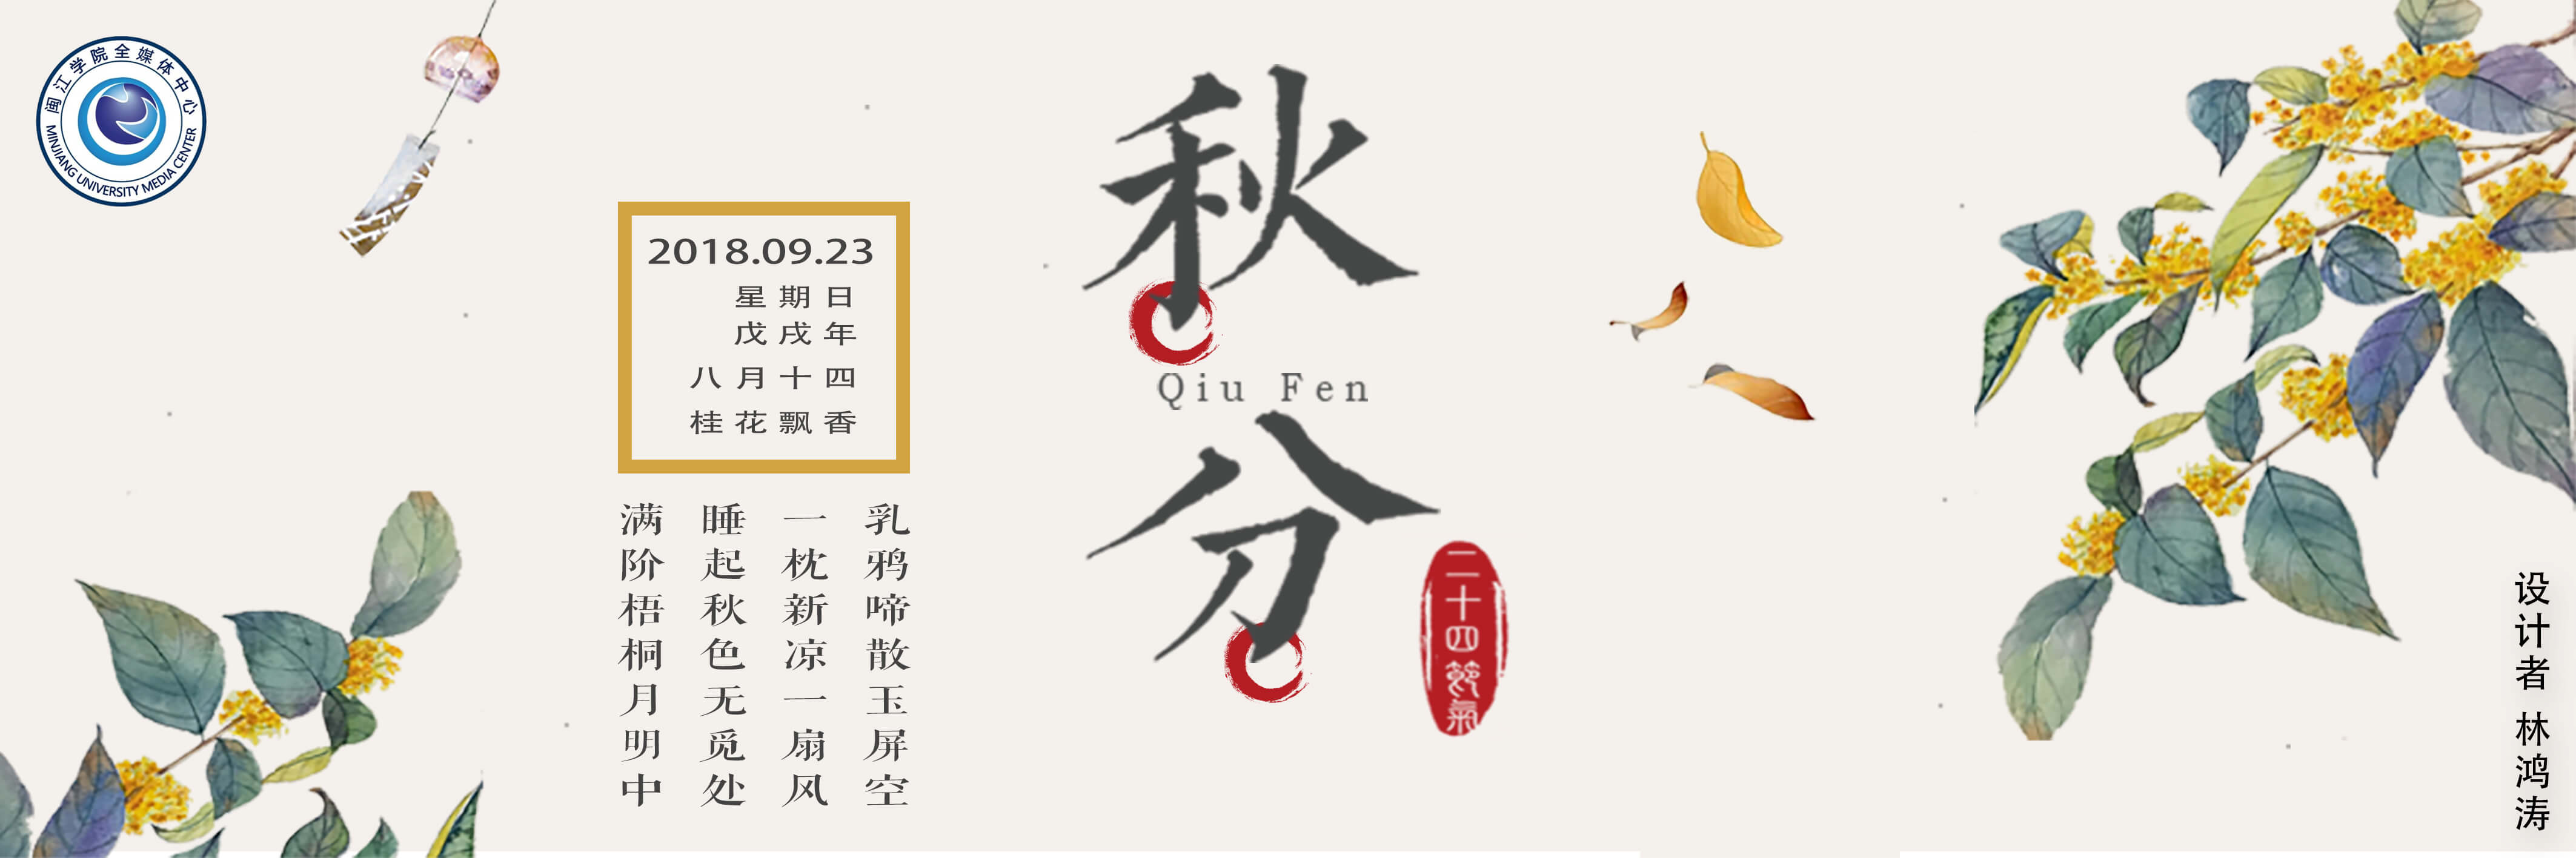 闽江学院全媒体中心
MINJIANG UNIVERSITY MEDIA CENTER
2018.09.23
星期日
戊戌年
八月十四
桂花飘香
乳鸦啼散玉屏空
一枕新凉一扇风
睡起秋色无觅处
满阶梧桐月明中
秋
Qiu Fen
分
二十四節氣
设计者 林鸿涛